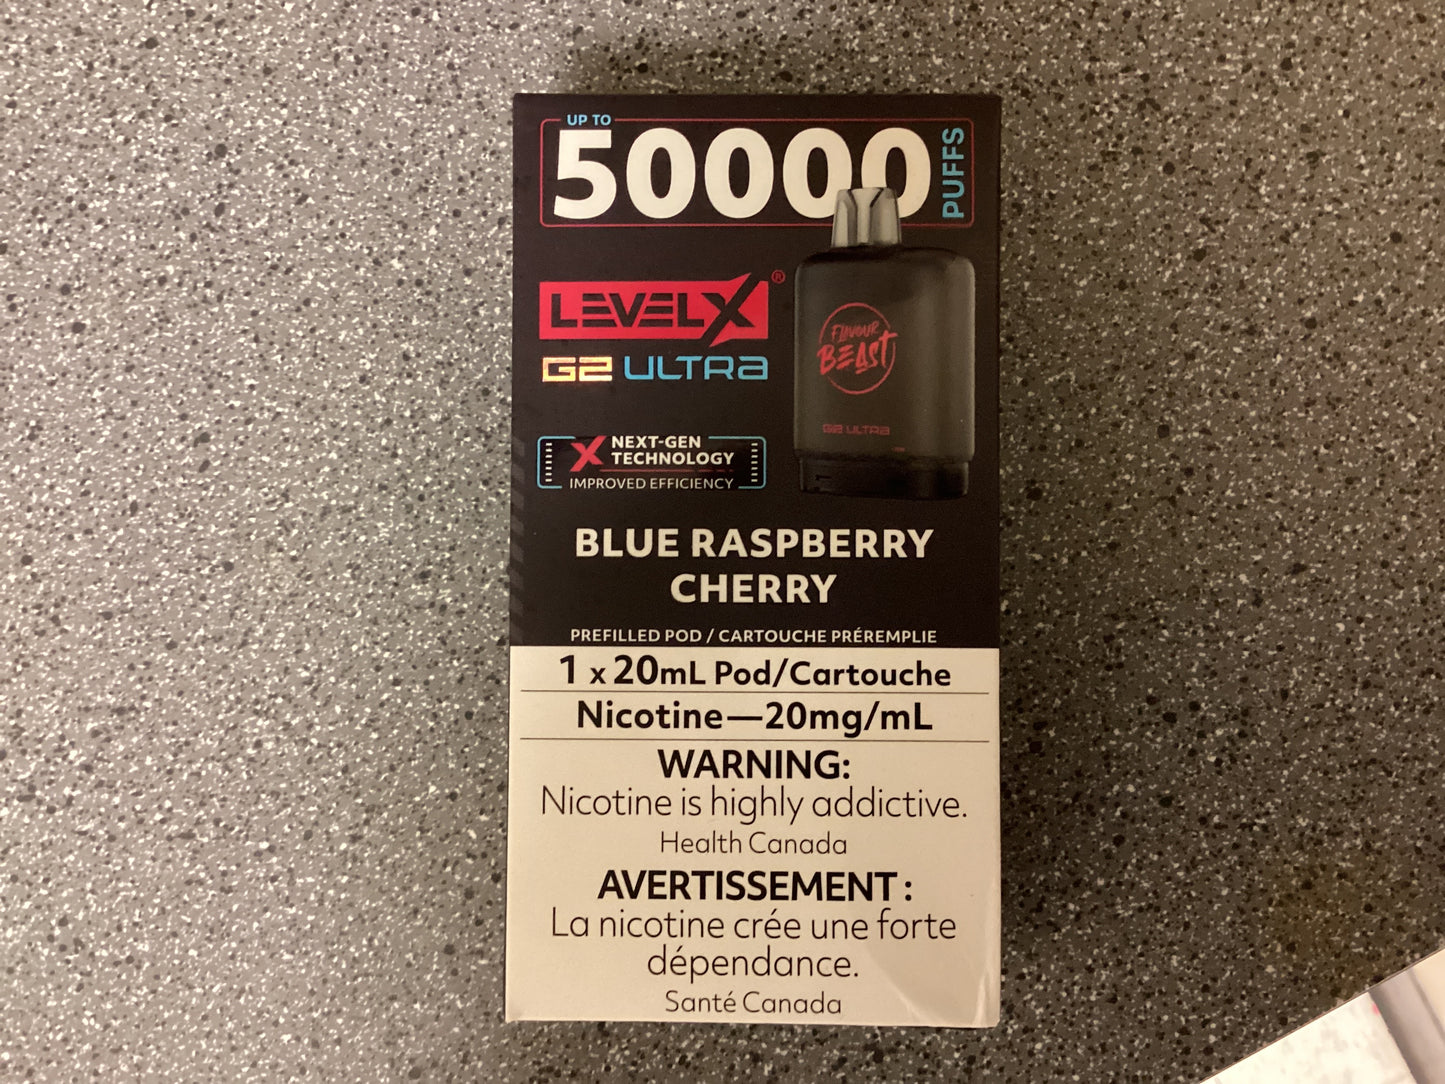 UP TO
50000
PUFFS
LEVELX®
G2 ULTRA
FLAVOUR
BEAST
G2 ULTRA
X NEXT-GEN
TECHNOLOGY
IMPROVED EFFICIENCY
BLUE RASPBERRY
CHERRY
PREFILLED POD / CARTOUCHE PRÉREMPLIE
1 x 20mL Pod/Cartouche
Nicotine—20mg/mL
WARNING:
Nicotine is highly addictive.
Health Canada
AVERTISSEMENT :
La nicotine crée une forte
dépendance.
Santé Canada